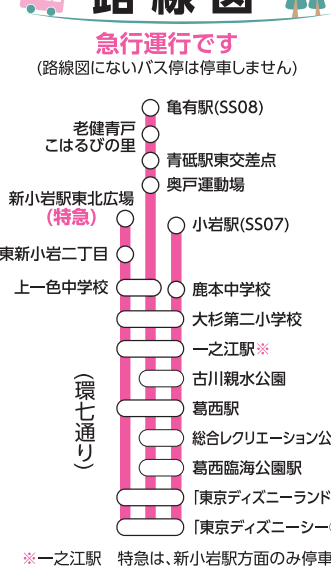 路線図
急行運行です
(路線図にないバス停は停車しません)
亀有駅(SS08)
老健青戸
こはるびの里
青砥駅東交差点
奥戸運動場
新小岩駅東北広場
(特急)
小岩駅(SS07)
東新小岩二丁目
上一色中学校
鹿本中学校
大杉第二小学校
一之江駅※
古川親水公園
葛西駅
(環七通り)
総合レクリエーション公
葛西臨海公園駅
「東京ディズニーランド
「東京ディズニーシー
※一之江駅 特急は、新小岩駅方面のみ停車